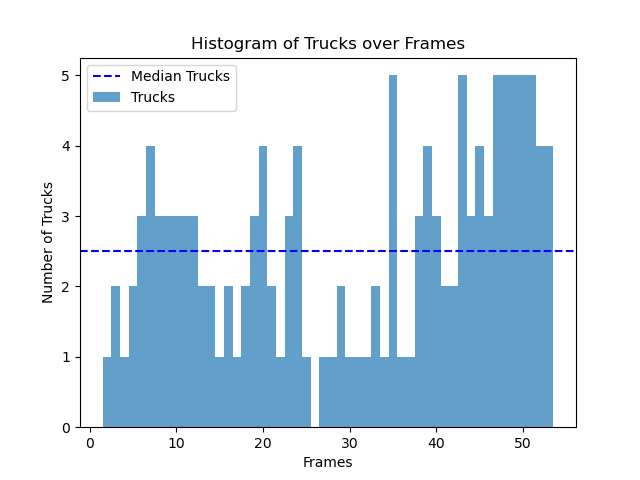 Histogram of Trucks over Frames
Median Trucks
Trucks
Number of Trucks
5
4
3
2
1
0
0 10 20 30 40 50
Frames